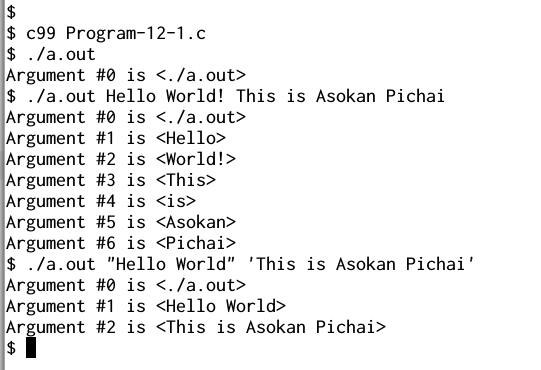 $
$ c99 Program-12-1.c
$ ./a.out
Argument #0 is <./a.out>
$ ./a.out Hello World! This is Asokan Pichai
Argument #0 is <./a.out>
Argument #1 is <Hello>
Argument #2 is <World!>
Argument #3 is <This>
Argument #4 is <is>
Argument #5 is <Asokan>
Argument #6 is <Pichai>
$ ./a.out "Hello World" 'This is Asokan Pichai'
Argument #0 is <./a.out>
Argument #1 is <Hello World>
Argument #2 is <This is Asokan Pichai>
$